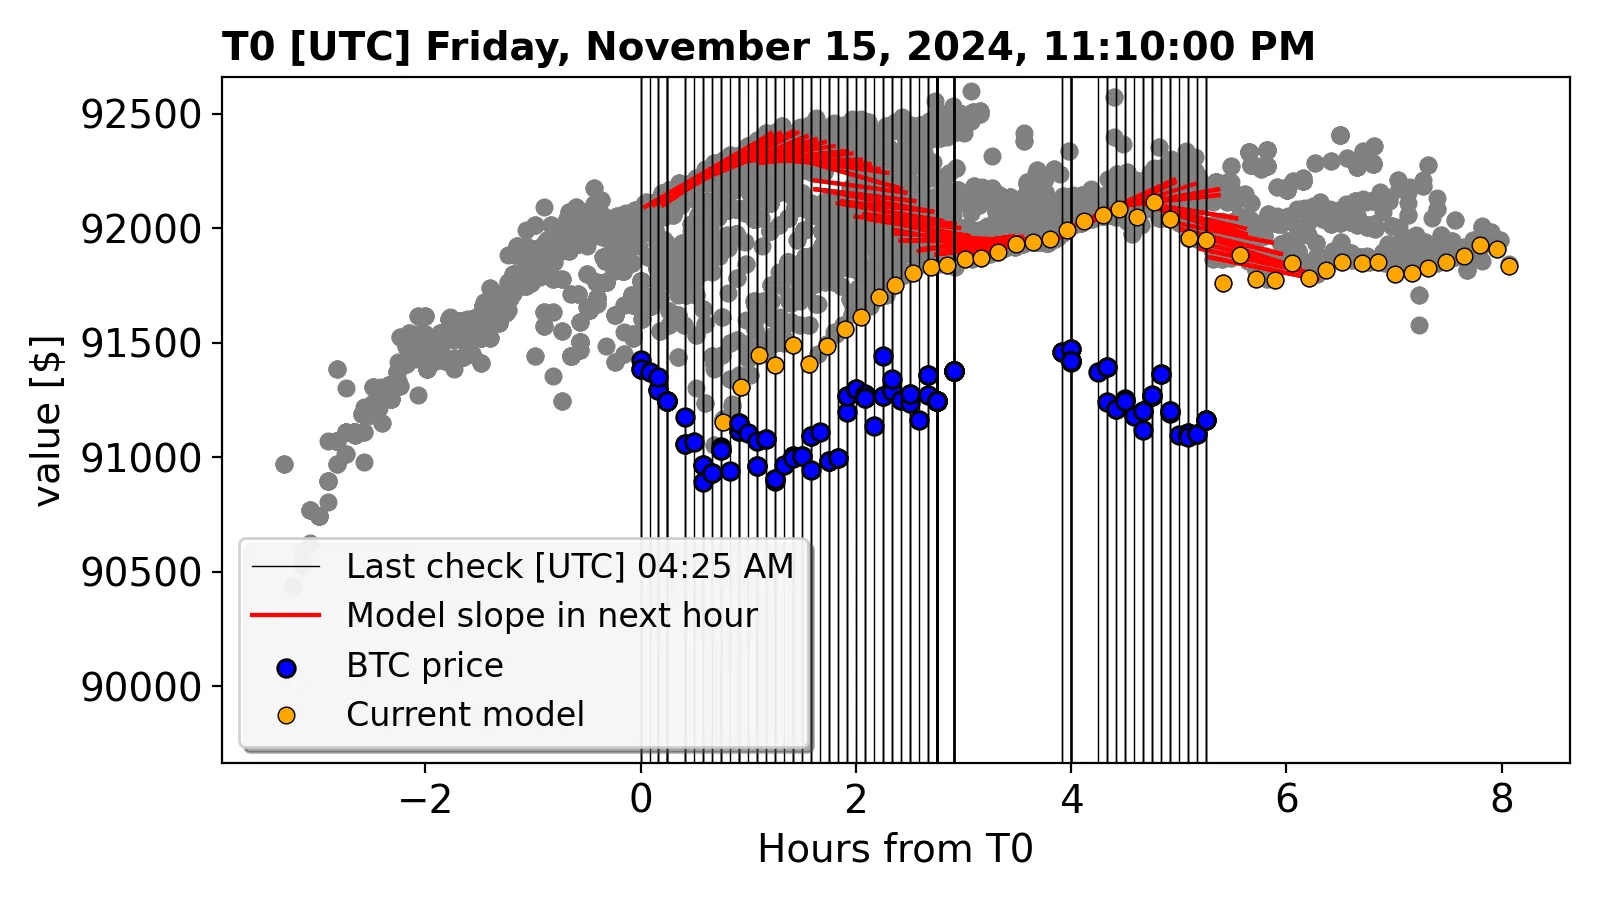 T0 [UTC] Friday, November 15, 2024, 11:10:00 PM
value [$]
92500
92000
91500
91000
90500
90000
Last check [UTC] 04:25 AM
Model slope in next hour
BTC price
Current model
−2 0 2 4 6 8
Hours from T0